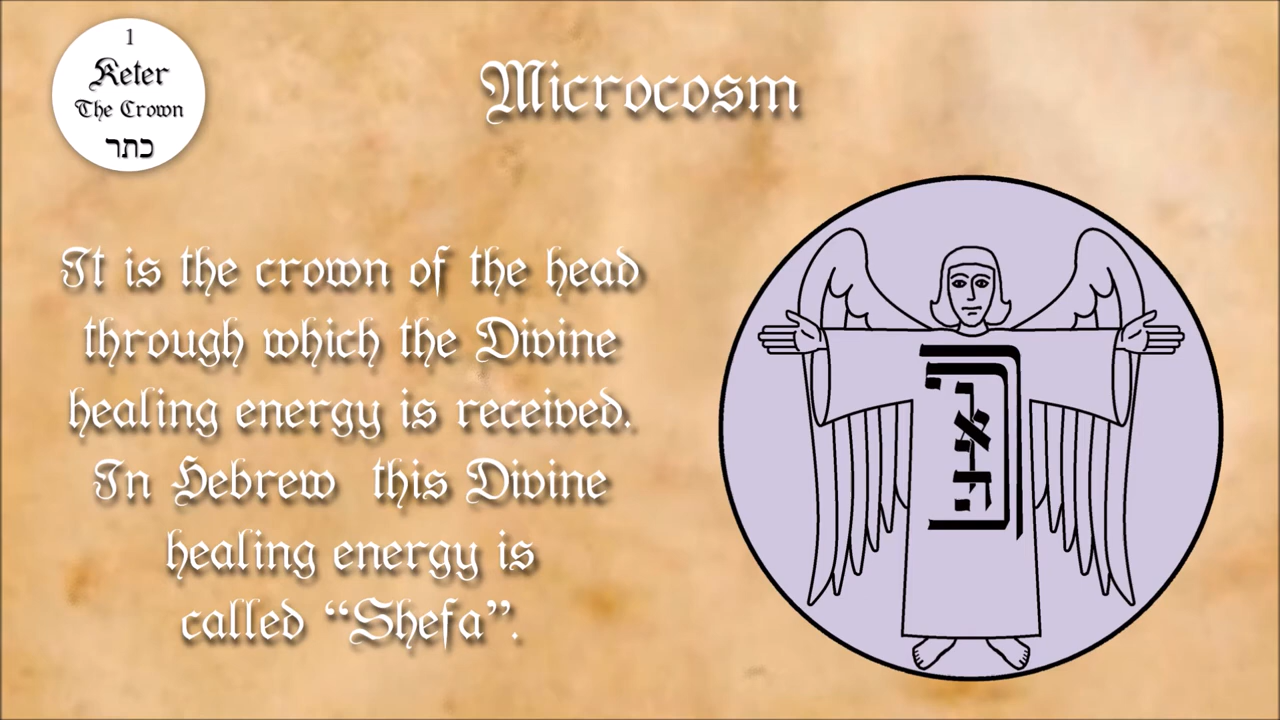 1
Keter
The Crown
כתר
Microcosm
It is the crown of the head
through which the Divine
healing energy is received.
In Hebrew this Divine
healing energy is
called “Shefa”.